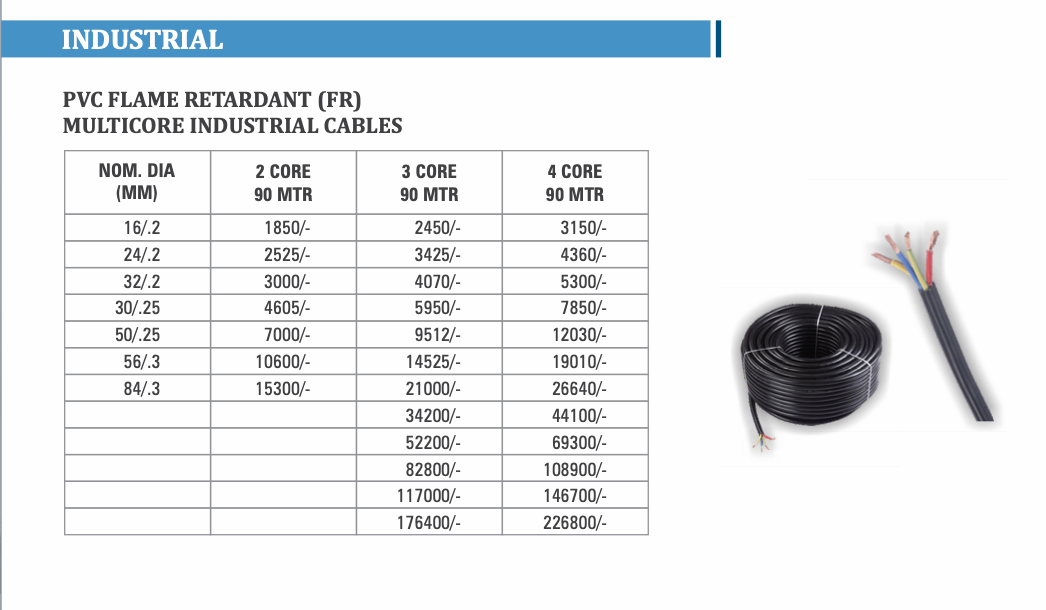 INDUSTRIAL
PVC FLAME RETARDANT (FR)
MULTICORE INDUSTRIAL CABLES
NOM. DIA (MM) 2 CORE 90 MTR 3 CORE 90 MTR 4 CORE 90 MTR
16/.2 1850/- 2450/- 3150/-
24/.2 2525/- 3425/- 4360/-
32/.2 3000/- 4070/- 5300/-
30/.25 4605/- 5950/- 7850/-
50/.25 7000/- 9512/- 12030/-
56/.3 10600/- 14525/- 19010/-
84/.3 15300/- 21000/- 26640/-
34200/- 44100/-
52200/- 69300/-
82800/- 108900/-
117000/- 146700/-
176400/- 226800/-